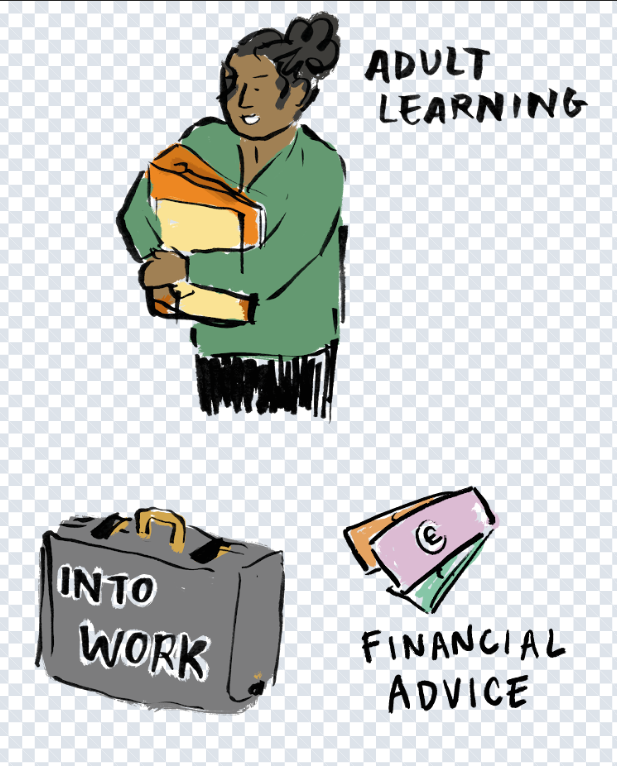 ADULT
LEARNING
INTO
WORK
£
FINANCIAL
ADVICE